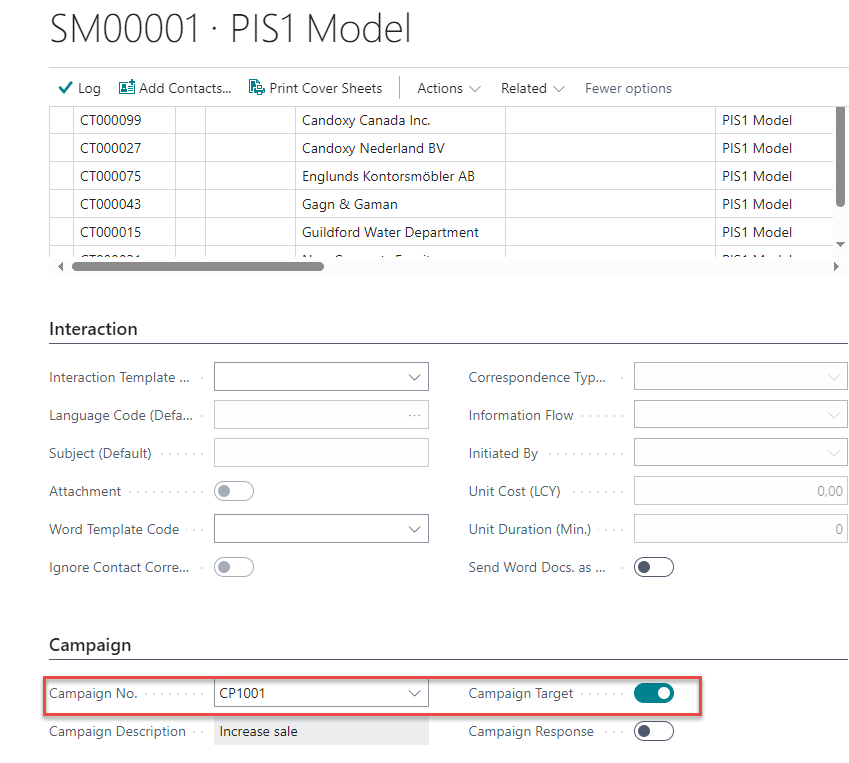 SM00001 · PIS1 Model
Log Add Contacts... Print Cover Sheets Actions Related Fewer options
CT000099 Candoxy Canada Inc. PIS1 Model
CT000027 Candoxy Nederland BV PIS1 Model
CT000075 Englunds Kontorsmöbler AB PIS1 Model
CT000043 Gagn & Gaman PIS1 Model
CT000015 Guildford Water Department PIS1 Model
Interaction
Interaction Template ... Correspondence Typ...
Language Code (Defa... ... Information Flow
Subject (Default) Initiated By
Attachment Unit Cost (LCY) 0,00
Word Template Code Unit Duration (Min.) 0
Ignore Contact Corre... Send Word Docs. as ...
Campaign
Campaign No. CP1001 Campaign Target
Campaign Description Increase sale Campaign Response